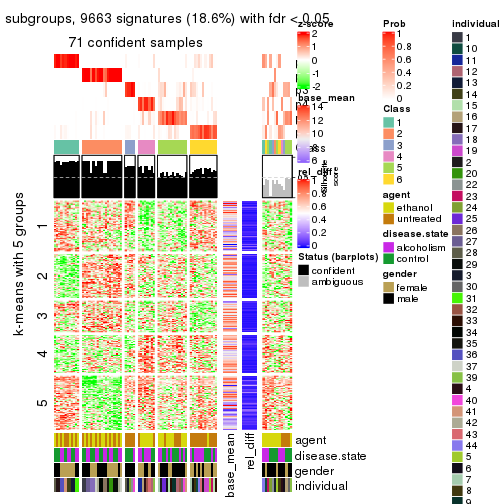 subgroups, 9663 signatures (18.6%) with fdr < 0.05
71 confident samples
k-means with 5 groups
1
2
3
4
5
z-score
2
1
0
-1
-2
base_mean
14
12
10
8
6
rel_diff
1
0.8
0.6
0.4
0.2
0
Silhouette
score
Status (barplots)
confident
ambiguous
Prob
1
0.8
0.6
0.4
0.2
0
Class
1
2
3
4
5
6
agent
ethanol
untreated
disease.state
alcoholism
control
gender
female
male
individual
1
10
11
12
13
14
15
16
17
18
19
2
20
22
23
24
25
26
27
28
29
3
30
31
32
33
34
35
36
37
39
4
40
41
42
43
44
5
6
7
8
9
agent
disease.state
gender
individual
base_mean
rel_diff